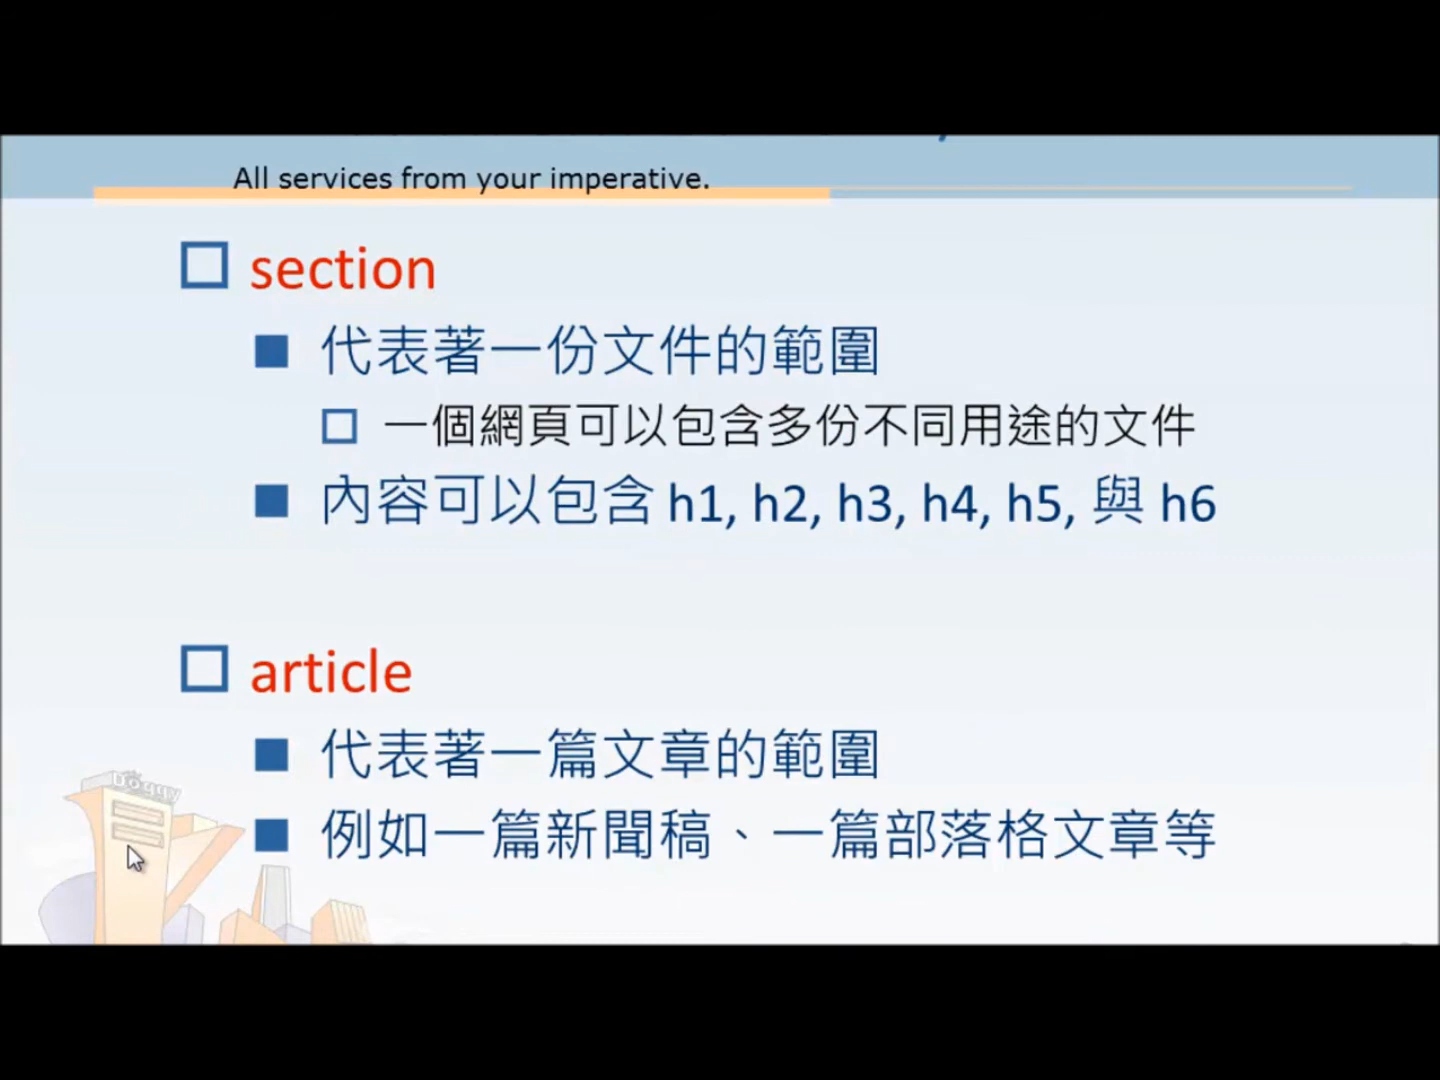 All services from your imperative.
section
代表著一份文件的範圍
一個網頁可以包含多份不同用途的文件
內容可以包含 h1, h2, h3, h4, h5, 與 h6
article
代表著一篇文章的範圍
例如一篇新聞稿、一篇部落格文章等
Doggy